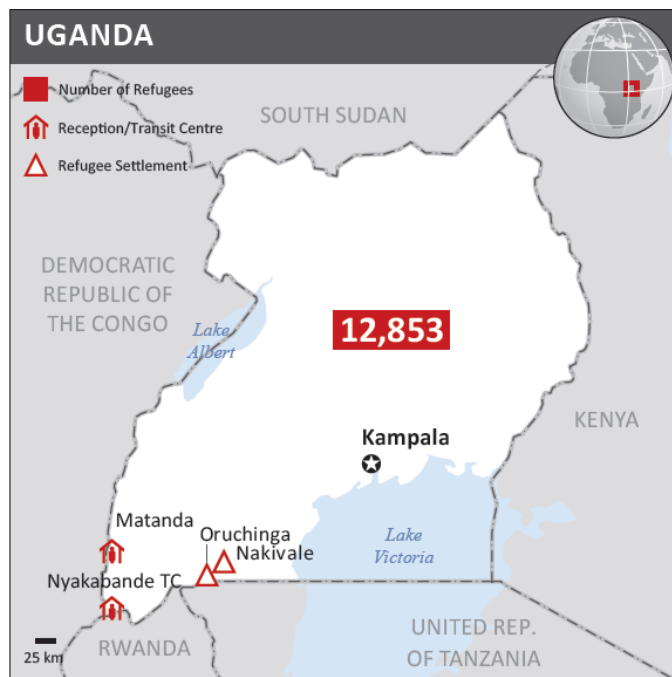 UGANDA
Number of Refugees
Reception/Transit Centre
Refugee Settlement
SOUTH SUDAN
DEMOCRATIC
REPUBLIC OF
THE CONGO
Lake
Albert
12,853
KENYA
Kampala
Matanda
Oruchinga
Nakivale
Lake
Victoria
Nyakabande TC
RWANDA
UNITED REP.
OF TANZANIA
25 km